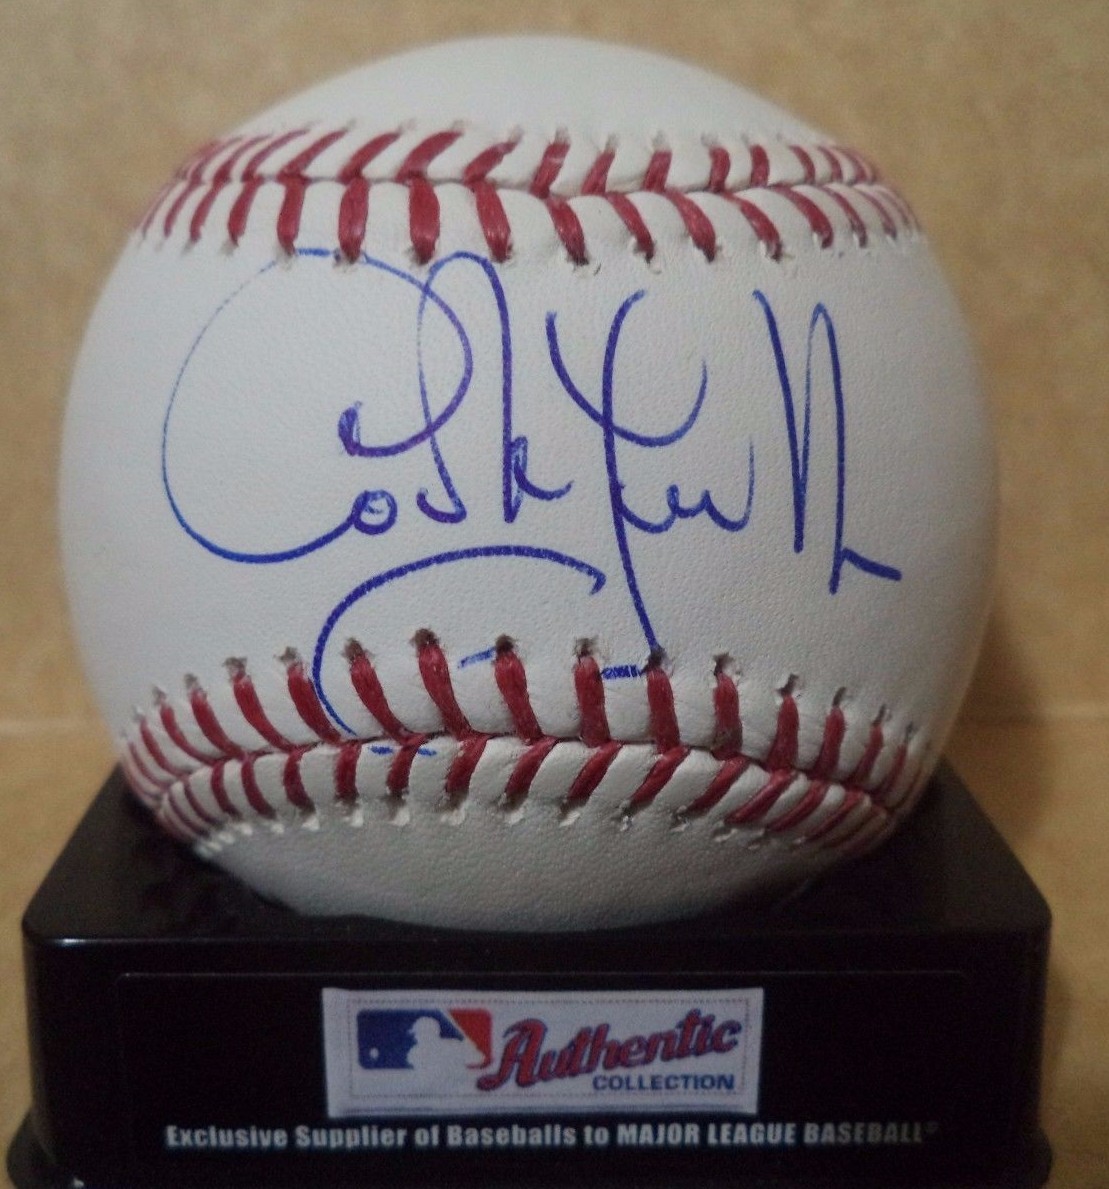 Authentic
COLLECTION
Exclusive Supplier of Baseballs to MAJOR LEAGUE BASEBALL®